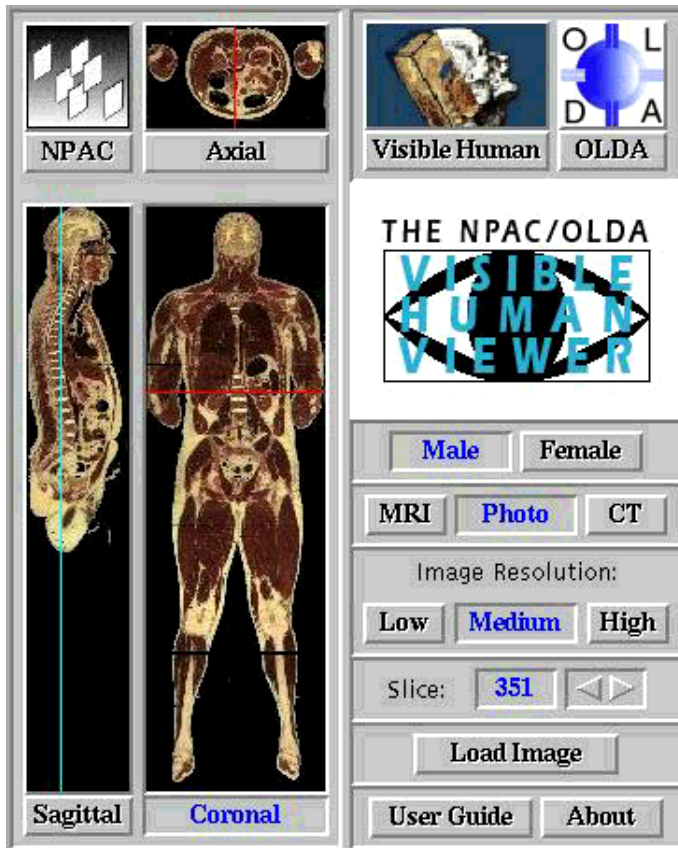 NPAC
Axial
Visible Human
O L
D A
OLDA
THE NPAC/OLDA
VISIBLE
HUMAN
VIEWER
Male
Female
MRI
Photo
CT
Image Resolution:
Low
Medium
High
Slice:
351
Load Image
Sagittal
Coronal
User Guide
About